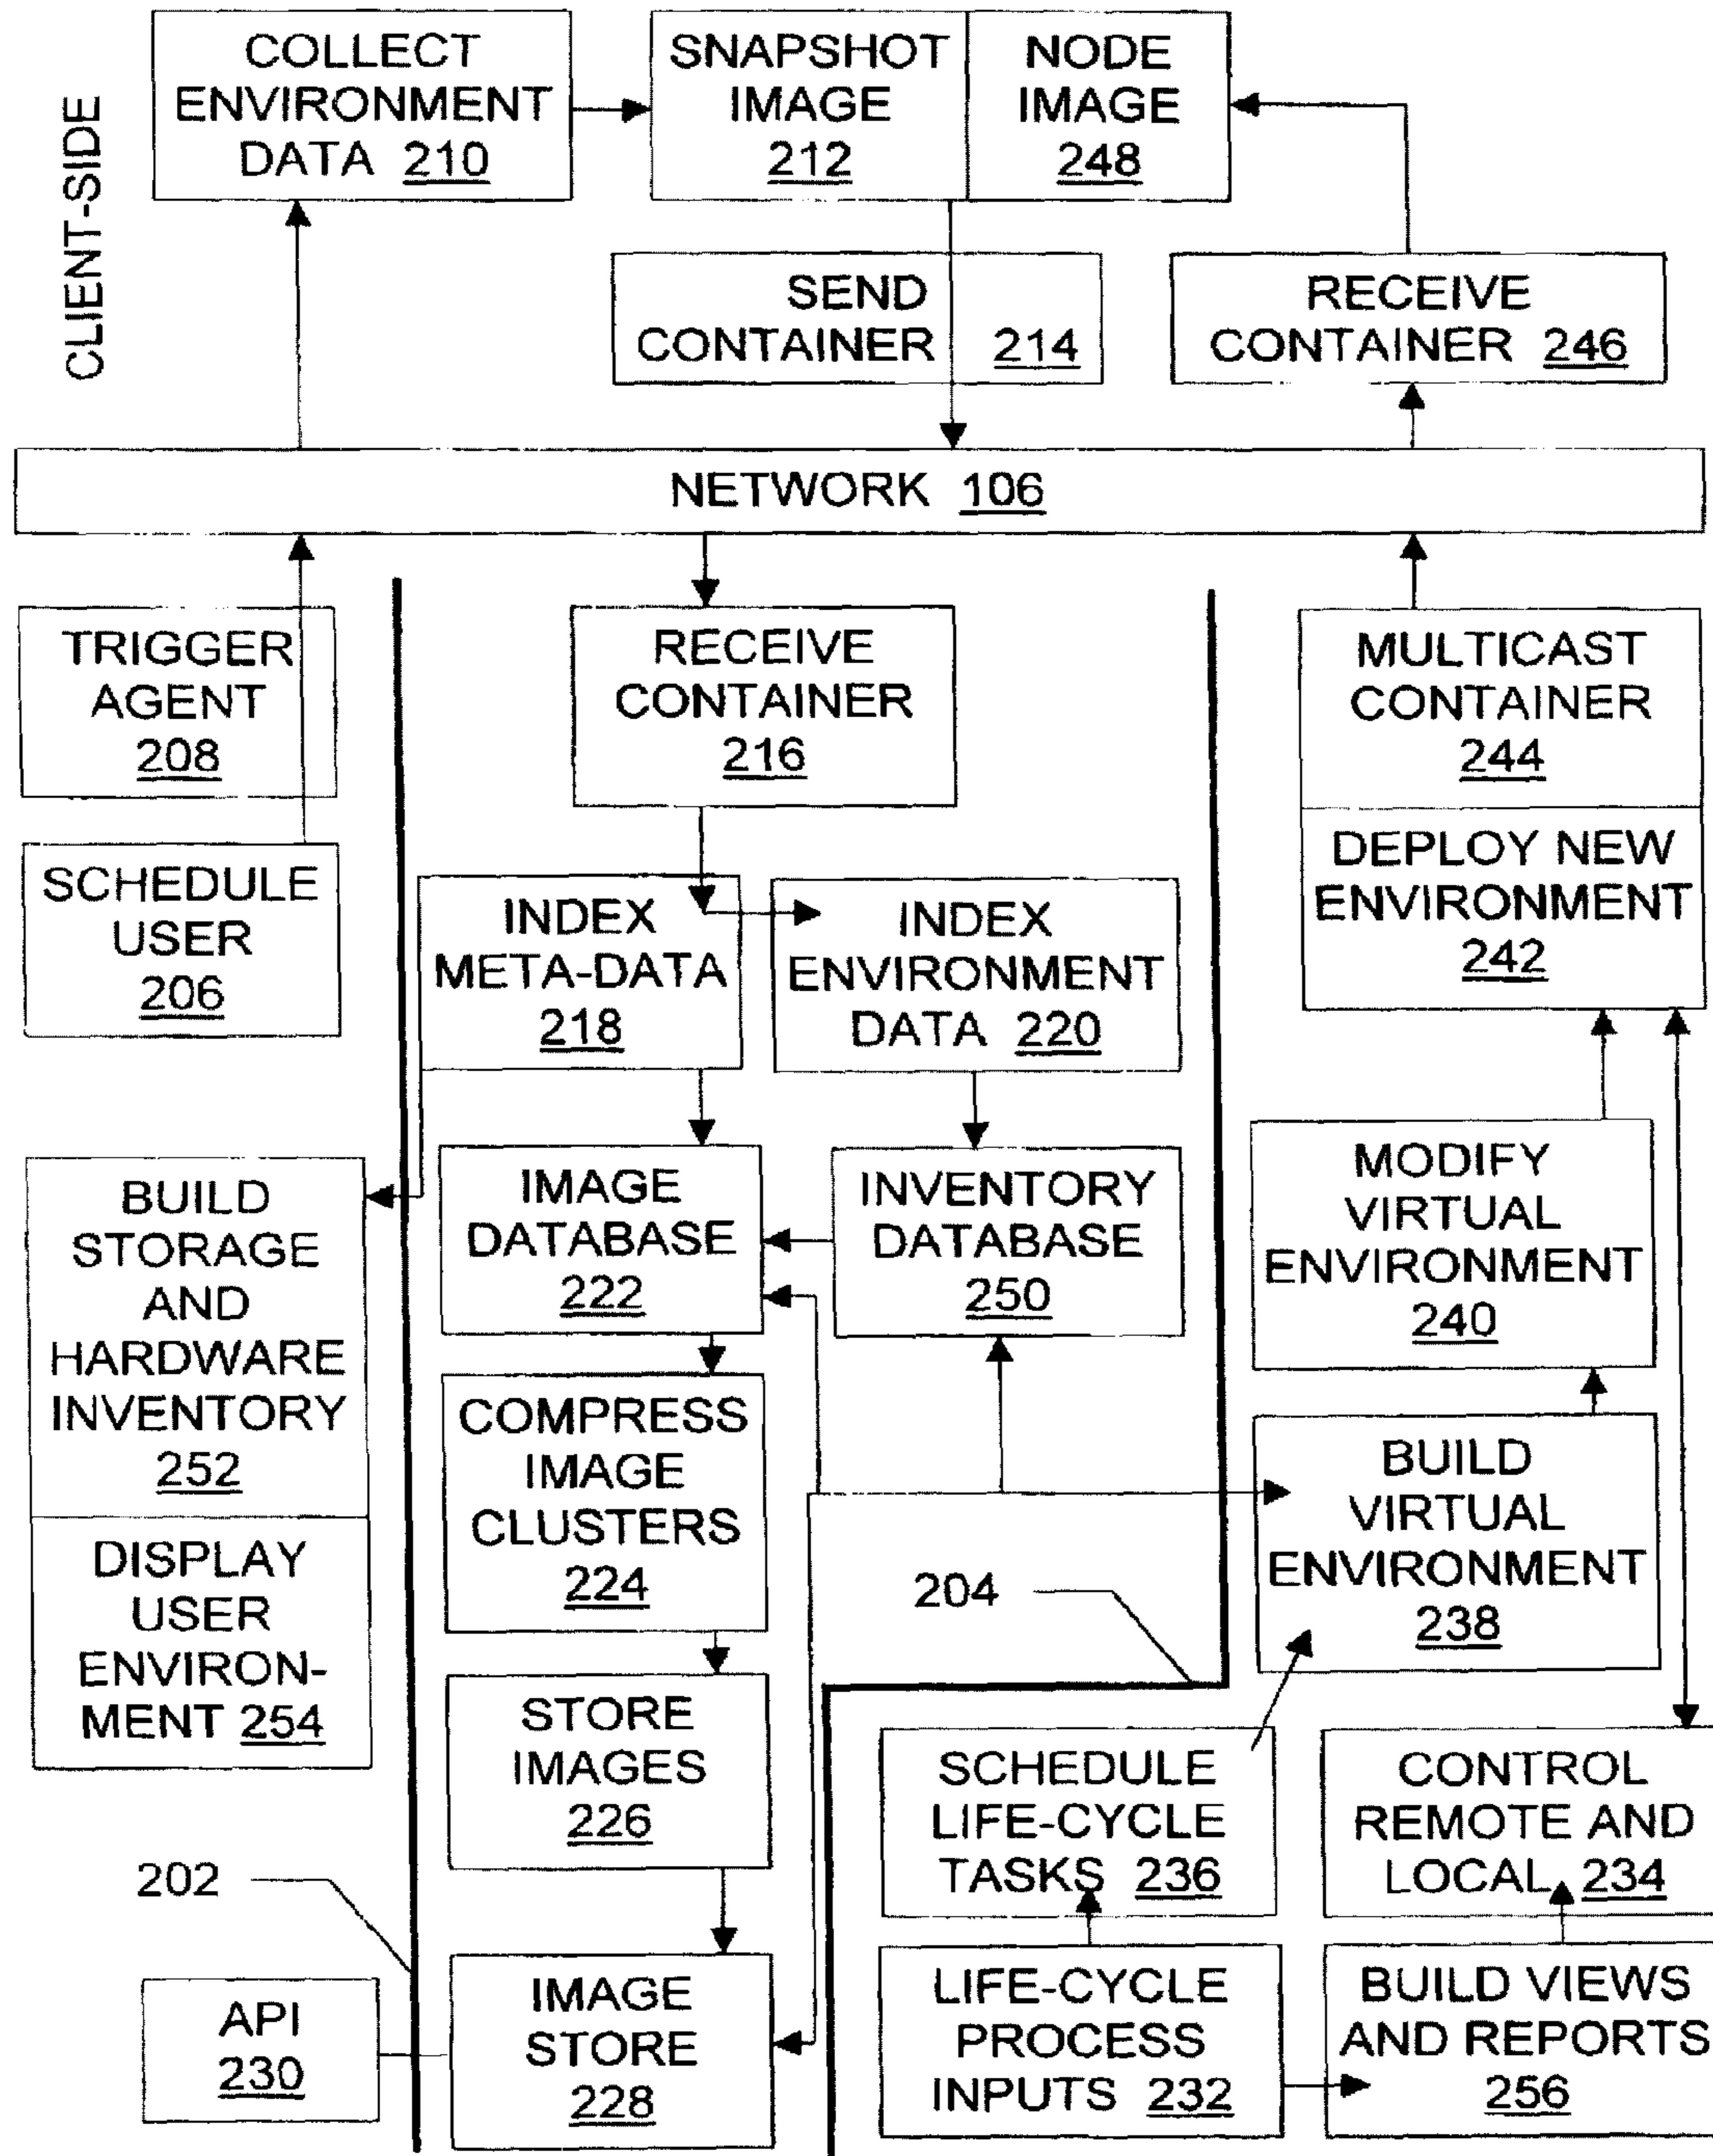 CLIENT-SIDE
COLLECT
ENVIRONMENT
DATA 210
SNAPSHOT
IMAGE
212
NODE
IMAGE
248
SEND
CONTAINER 214
RECEIVE
CONTAINER 246
NETWORK 106
TRIGGER
AGENT
208
SCHEDULE
USER
206
RECEIVE
CONTAINER
216
MULTICAST
CONTAINER
244
DEPLOY NEW
ENVIRONMENT
242
INDEX
META-DATA
218
INDEX
ENVIRONMENT
DATA 220
BUILD
STORAGE
AND
HARDWARE
INVENTORY
252
DISPLAY
USER
ENVIRON-
MENT 254
IMAGE
DATABASE
222
INVENTORY
DATABASE
250
MODIFY
VIRTUAL
ENVIRONMENT
240
COMPRESS
IMAGE
CLUSTERS
224
BUILD
VIRTUAL
ENVIRONMENT
238
204
STORE
IMAGES
226
SCHEDULE
LIFE-CYCLE
TASKS 236
CONTROL
REMOTE AND
LOCAL 234
202
API
230
IMAGE
STORE
228
LIFE-CYCLE
PROCESS
INPUTS 232
BUILD VIEWS
AND REPORTS
256